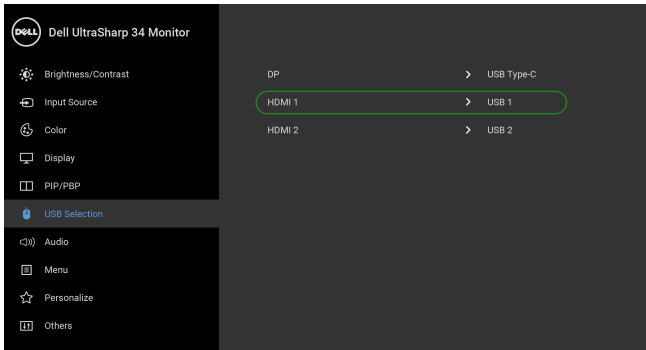 DELL Dell UltraSharp 34 Monitor
Brightness/Contrast
Input Source
Color
Display
PIP/PBP
USB Selection
Audio
Menu
Personalize
Others
DP > USB Type-C
HDMI 1 > USB 1
HDMI 2 > USB 2